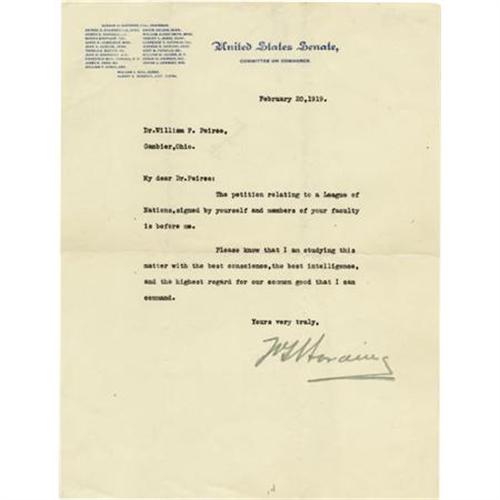 United States Senate,
COMMITTEE ON COMMERCE.
February 20,1919.
Dr.William F. Peirce,
Gambier,Ohio.
My dear Dr.Peirce:
The petition relating to a League of
Nations,signed by yourself and members of your faculty
is before me.
Please know that I am studying this
matter with the best conscience,the best intelligence,
and the highest regard for our common good that I can
command.
Yours very truly,
WGHarding